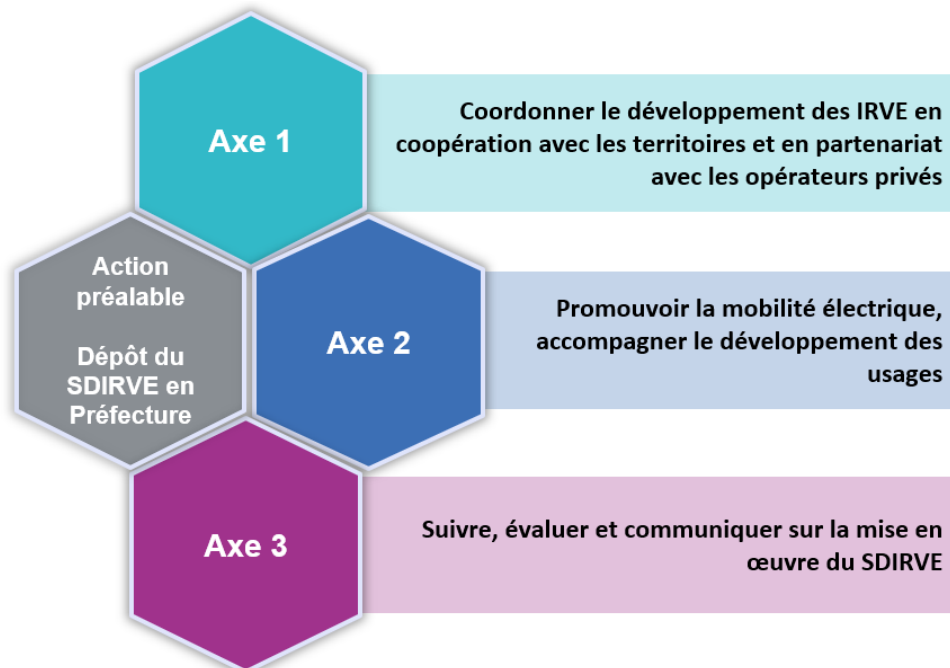 Axe 1
Coordonner le développement des IRVE en
coopération avec les territoires et en partenariat
avec les opérateurs privés
Action
préalable
Dépôt du
SDIRVE en
Préfecture
Axe 2
Promouvoir la mobilité électrique,
accompagner le développement des
usages
Axe 3
Suivre, évaluer et communiquer sur la mise en
œuvre du SDIRVE